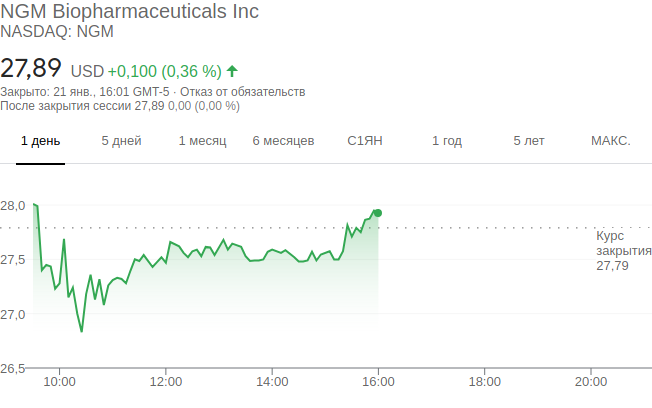 NGM Biopharmaceuticals Inc
NASDAQ: NGM
27,89 USD +0,100 (0,36 %)
Закрыто: 21 янв., 16:01 GMT-5 · Отказ от обязательств
После закрытия сессии 27,89 0,00 (0,00 %)
1 день 5 дней 1 месяц 6 месяцев С1ЯН 1 год 5 лет МАКС.
28,0
Курс
закрытия
27,79
27,5
27,0
26,5
10:00 12:00 14:00 16:00 18:00 20:00